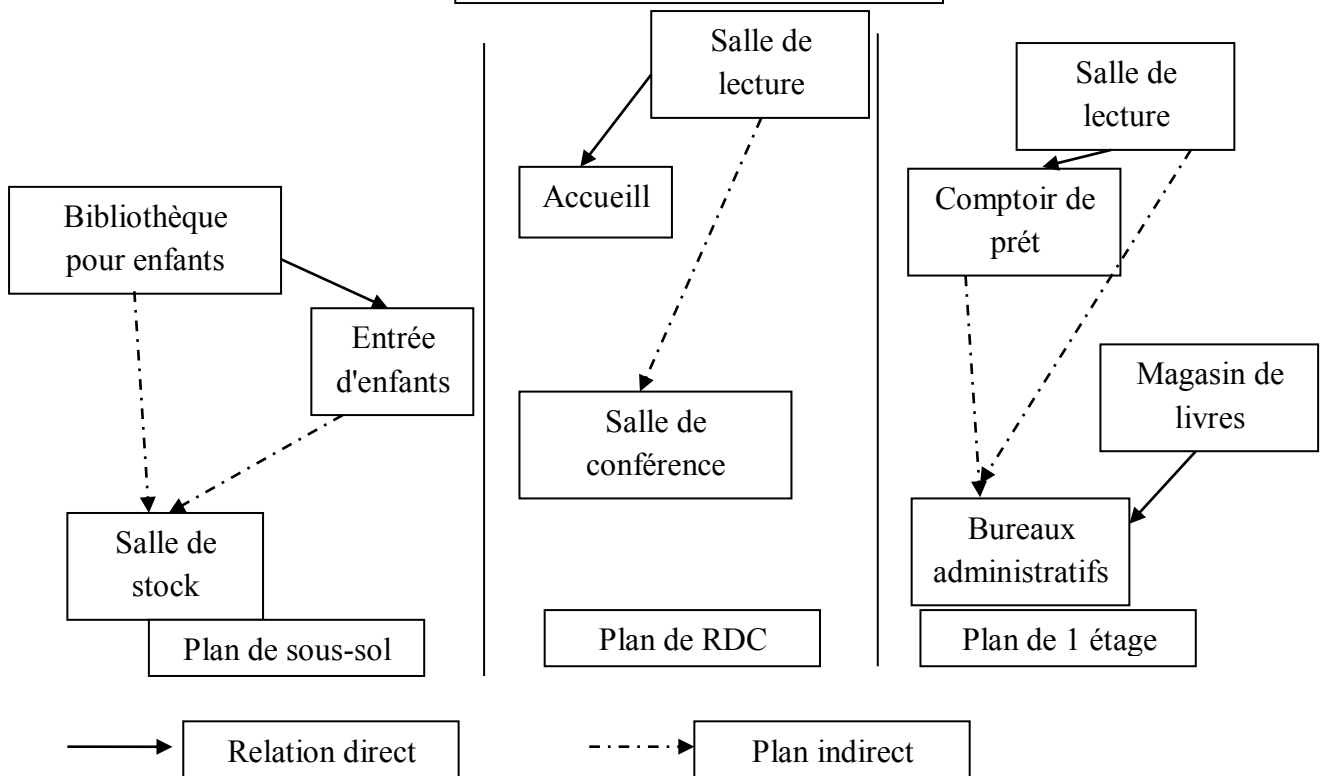 Bibliothèque
pour enfants
Entrée
d'enfants
Salle de
stock
Plan de sous-sol
Salle de
lecture
Accueill
Salle de
conférence
Plan de RDC
Salle de
lecture
Comptoir de
prét
Magasin de
livres
Bureaux
administratifs
Plan de 1 étage
Relation direct
Plan indirect